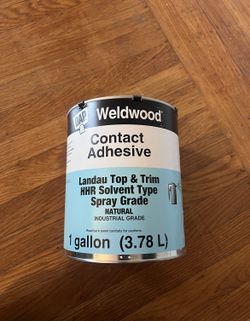 DAP Weldwood
Contact
Adhesive
Landau Top & Trim
HHR Solvent Type
Spray Grade
NATURAL
INDUSTRIAL GRADE
1 gallon (3.78 L)